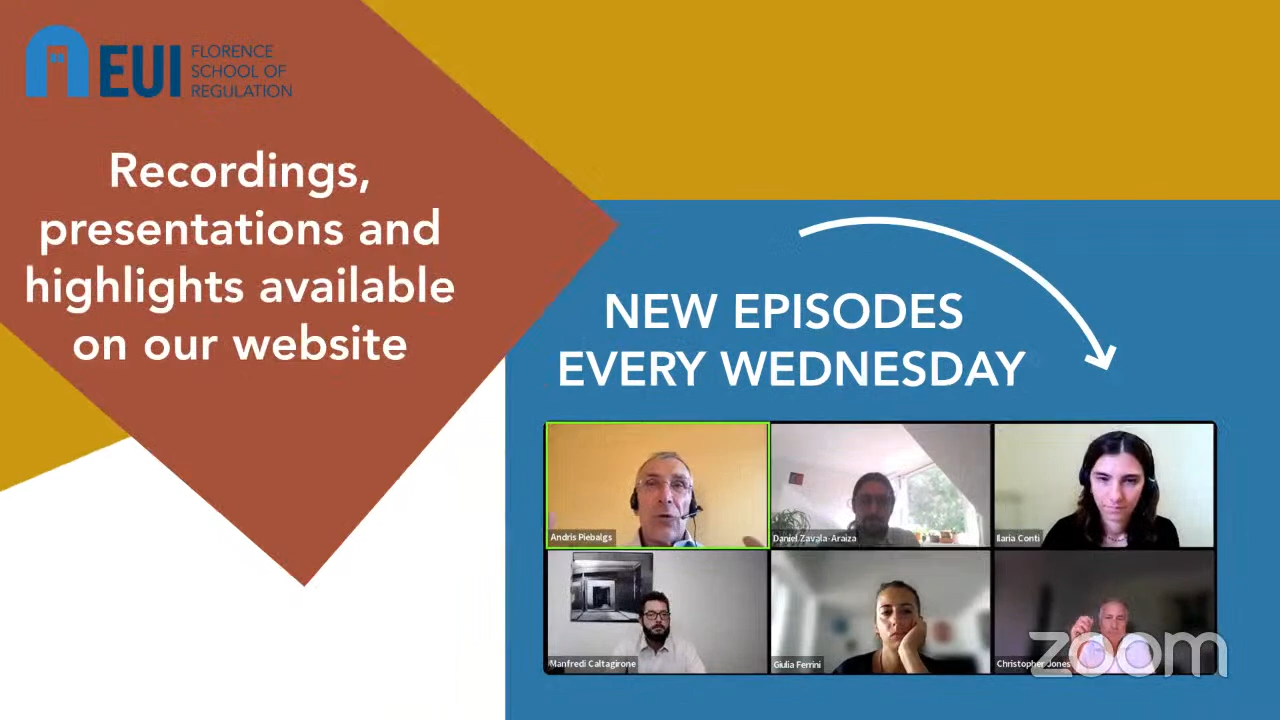 EUI
FLORENCE
SCHOOL OF
REGULATION
Recordings,
presentations and
highlights available
on our website
NEW EPISODES
EVERY WEDNESDAY
Andris Piebalgs
Daniel Zavala-Araiza
Ilaria Conti
Manfredi Caltagirone
Giulia Ferrini
Christopher Jones
zoom